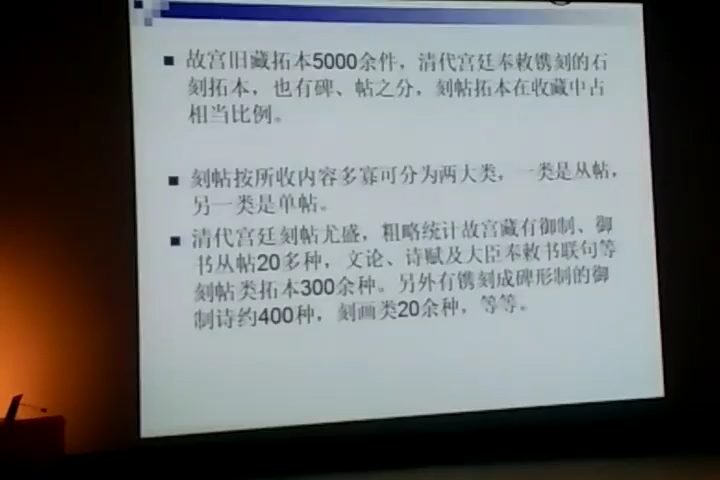 故宫旧藏拓本5000余件，清代宫廷奉敕镌刻的石
刻拓本，也有碑、帖之分，刻帖拓本在收藏中占
相当比例。
刻帖按所收内容多寡可分为两大类，一类是丛帖，
另一类是单帖。
清代宫廷刻帖尤盛，粗略统计故宫藏有御制、御
书丛帖20多种，文论、诗赋及大臣奉敕书联句等
刻帖类拓本300余种。另外有镌刻成碑形制的御
制诗约400种，刻画类20余种，等等。